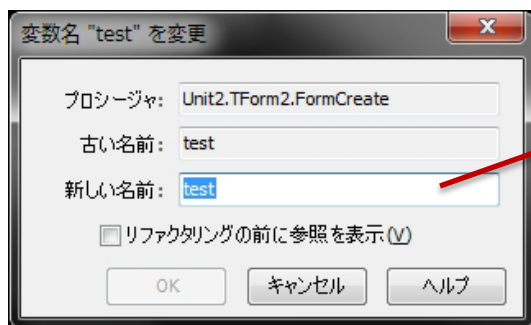 変数名 "test" を変更
プロシージャ: Unit2.TForm2.FormCreate
古い名前: test
新しい名前: test
リファクタリングの前に参照を表示(V)
OK キャンセル ヘルプ